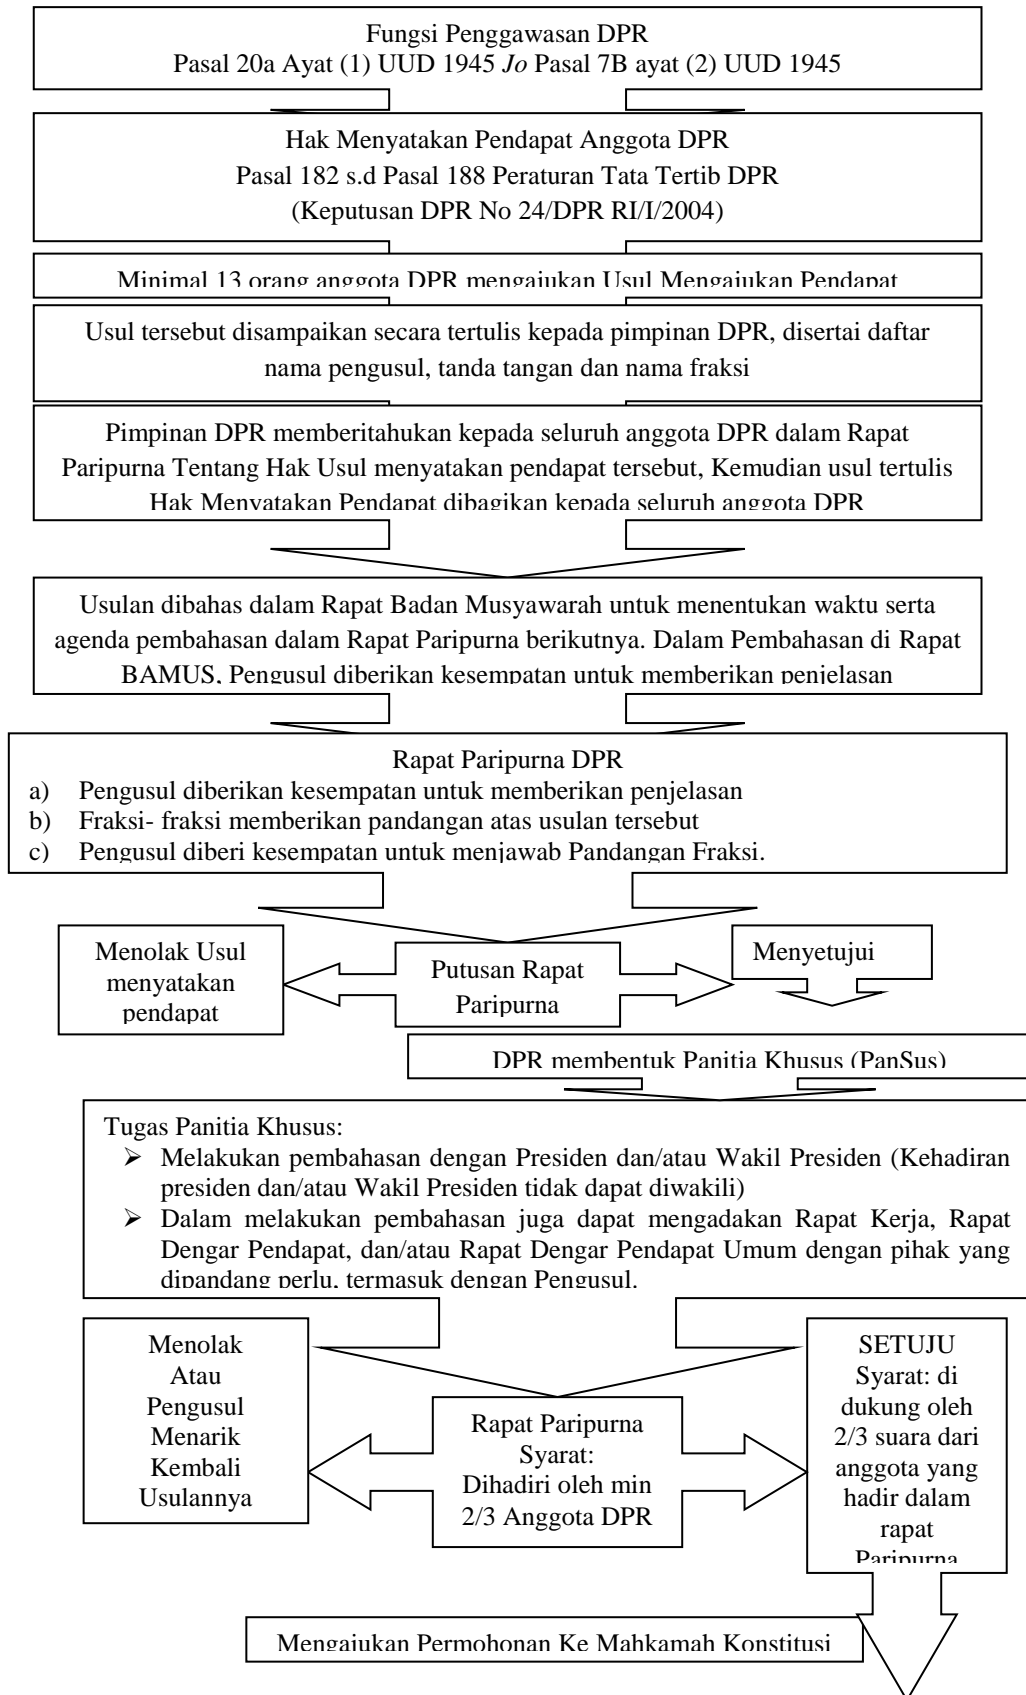 Fungsi Penggawasan DPR
Pasal 20a Ayat (1) UUD 1945 Jo Pasal 7B ayat (2) UUD 1945
Hak Menyatakan Pendapat Anggota DPR
Pasal 182 s.d Pasal 188 Peraturan Tata Tertib DPR
(Keputusan DPR No 24/DPR RI/I/2004)
Minimal 13 orang anggota DPR mengajukan Usul Mengajukan Pendapat
Usul tersebut disampaikan secara tertulis kepada pimpinan DPR, disertai daftar
nama pengusul, tanda tangan dan nama fraksi
Pimpinan DPR memberitahukan kepada seluruh anggota DPR dalam Rapat
Paripurna Tentang Hak Usul menyatakan pendapat tersebut, Kemudian usul tertulis
Hak Menyatakan Pendapat dibagikan kepada seluruh anggota DPR
Usulan dibahas dalam Rapat Badan Musyawarah untuk menentukan waktu serta
agenda pembahasan dalam Rapat Paripurna berikutnya. Dalam Pembahasan di Rapat
BAMUS, Pengusul diberikan kesempatan untuk memberikan penjelasan
Rapat Paripurna DPR
a) Pengusul diberikan kesempatan untuk memberikan penjelasan
b) Fraksi- fraksi memberikan pandangan atas usulan tersebut
c) Pengusul diberi kesempatan untuk menjawab Pandangan Fraksi.
Menolak Usul
menyatakan
pendapat
Putusan Rapat
Paripurna
Menyetujui
DPR membentuk Panitia Khusus (PanSus)
Tugas Panitia Khusus:
➢ Melakukan pembahasan dengan Presiden dan/atau Wakil Presiden (Kehadiran
presiden dan/atau Wakil Presiden tidak dapat diwakili)
➢ Dalam melakukan pembahasan juga dapat mengadakan Rapat Kerja, Rapat
Dengar Pendapat, dan/atau Rapat Dengar Pendapat Umum dengan pihak yang
dipandang perlu, termasuk dengan Pengusul.
Menolak
Atau
Pengusul
Menarik
Kembali
Usulannya
Rapat Paripurna
Syarat:
Dihadiri oleh min
2/3 Anggota DPR
SETUJU
Syarat: di
dukung oleh
2/3 suara dari
anggota yang
hadir dalam
rapat
Paripurna
Mengajukan Permohonan Ke Mahkamah Konstitusi